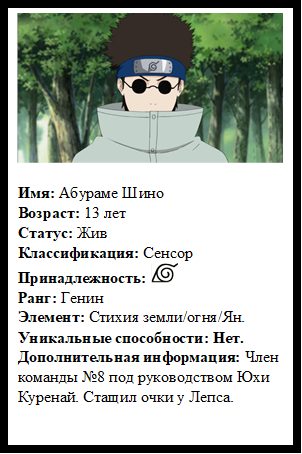 Имя: Абураме Шино
Возраст: 13 лет
Статус: Жив
Классификация: Сенсор
Принадлежность:
Ранг: Генин
Элемент: Стихия земли/огня/Ян.
Уникальные способности: Нет.
Дополнительная информация: Член
команды №8 под руководством Юхи
Куренай. Стащил очки у Лепса.